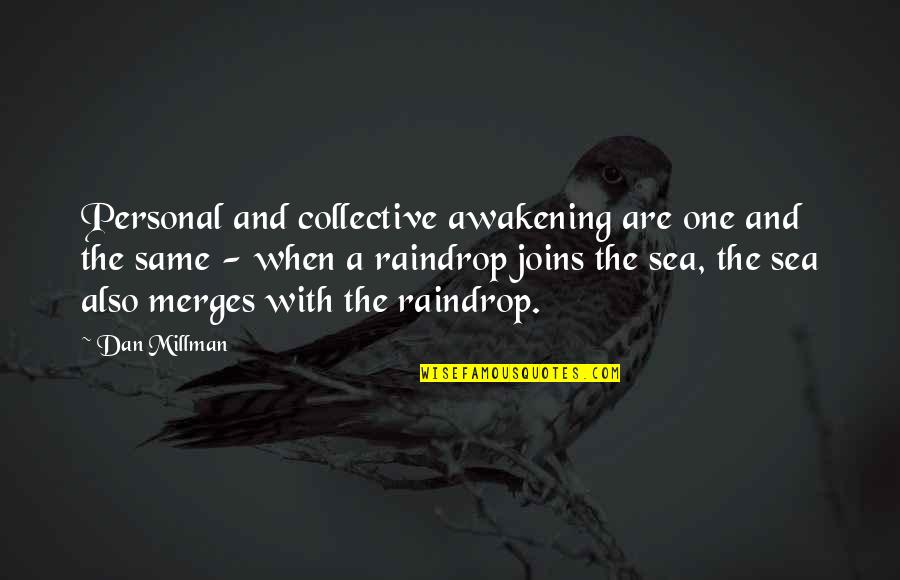 Personal and collective awakening are one and
the same - when a raindrop joins the sea, the sea
also merges with the raindrop.
~ Dan Millman
WISEFAMOUSQUOTES.COM